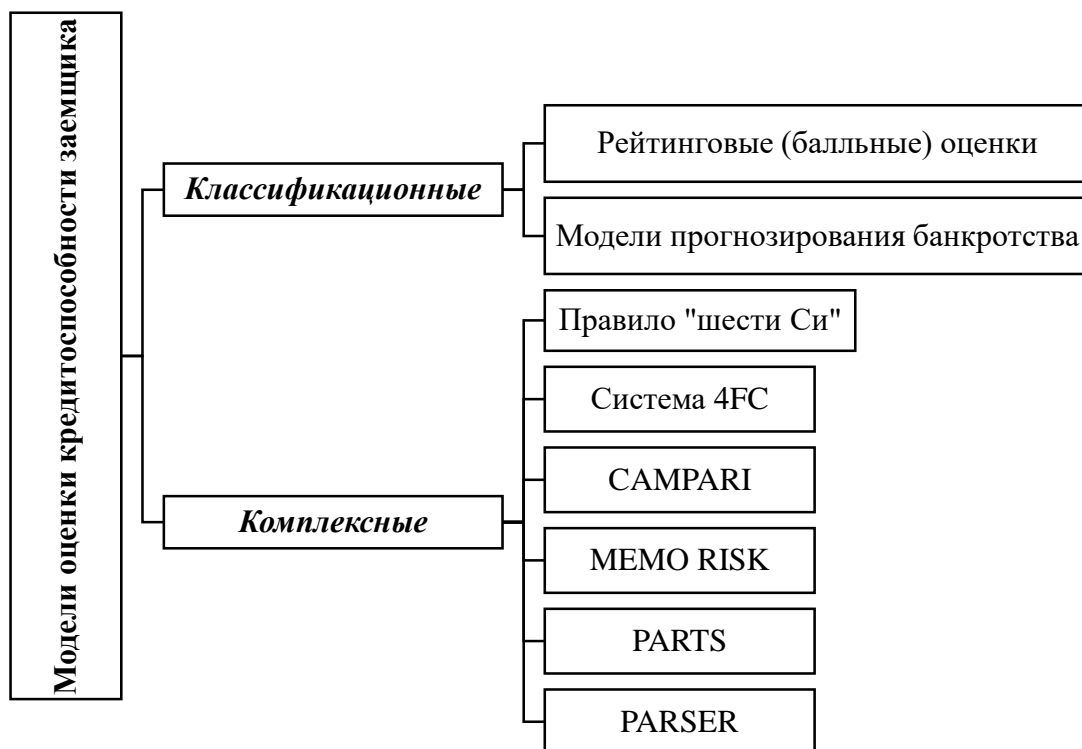 Модели оценки кредитоспособности заемщика
Классификационные
Рейтинговые (балльные) оценки
Модели прогнозирования банкротства
Комплексные
Правило "шести Си"
Система 4FC
CAMPARI
MEMO RISK
PARTS
PARSER